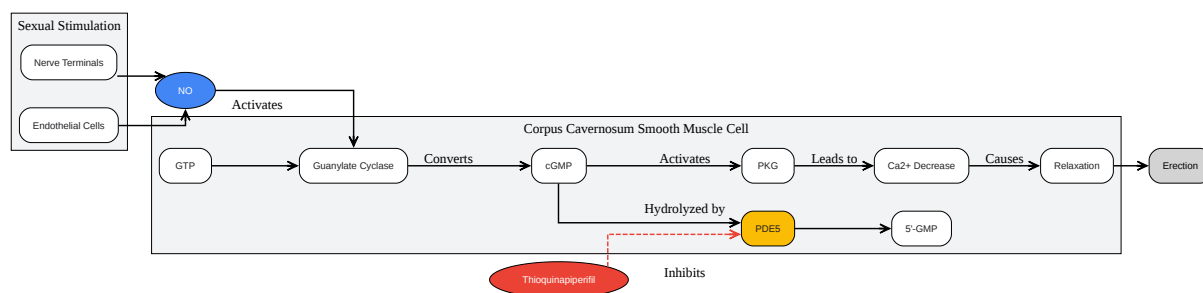 Sexual Stimulation
Nerve Terminals
NO
Activates
Endothelial Cells
Corpus Cavernosum Smooth Muscle Cell
GTP
Guanylate Cyclase
Converts
cGMP
Activates
PKG
Leads to
Ca2+ Decrease
Causes
Relaxation
Erection
Hydrolyzed by
PDE5
5'-GMP
Thioquinapiperifil
Inhibits